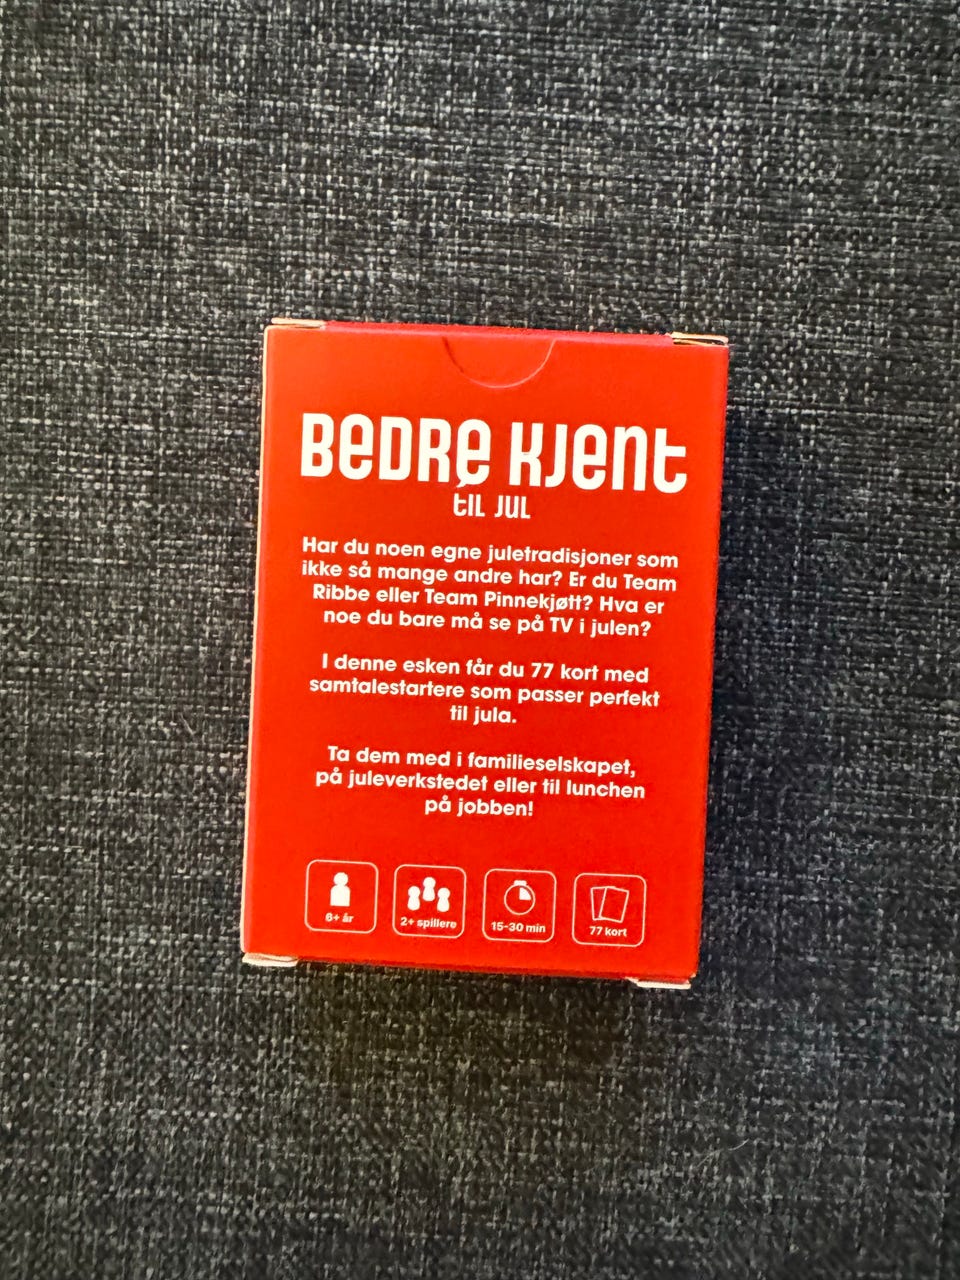 BEDRE KJENT
til JUL
Har du noen egne juletradisjoner som
ikke så mange andre har? Er du Team
Ribbe eller Team Pinnekjøtt? Hva er
noe du bare må se på TV i julen?
I denne esken får du 77 kort med
samtalestartere som passer perfekt
til jula.
Ta dem med i familieselskapet,
på juleverkstedet eller til lunchen
på jobben!
6+ år
2+ spillere
15-30 min
77 kort